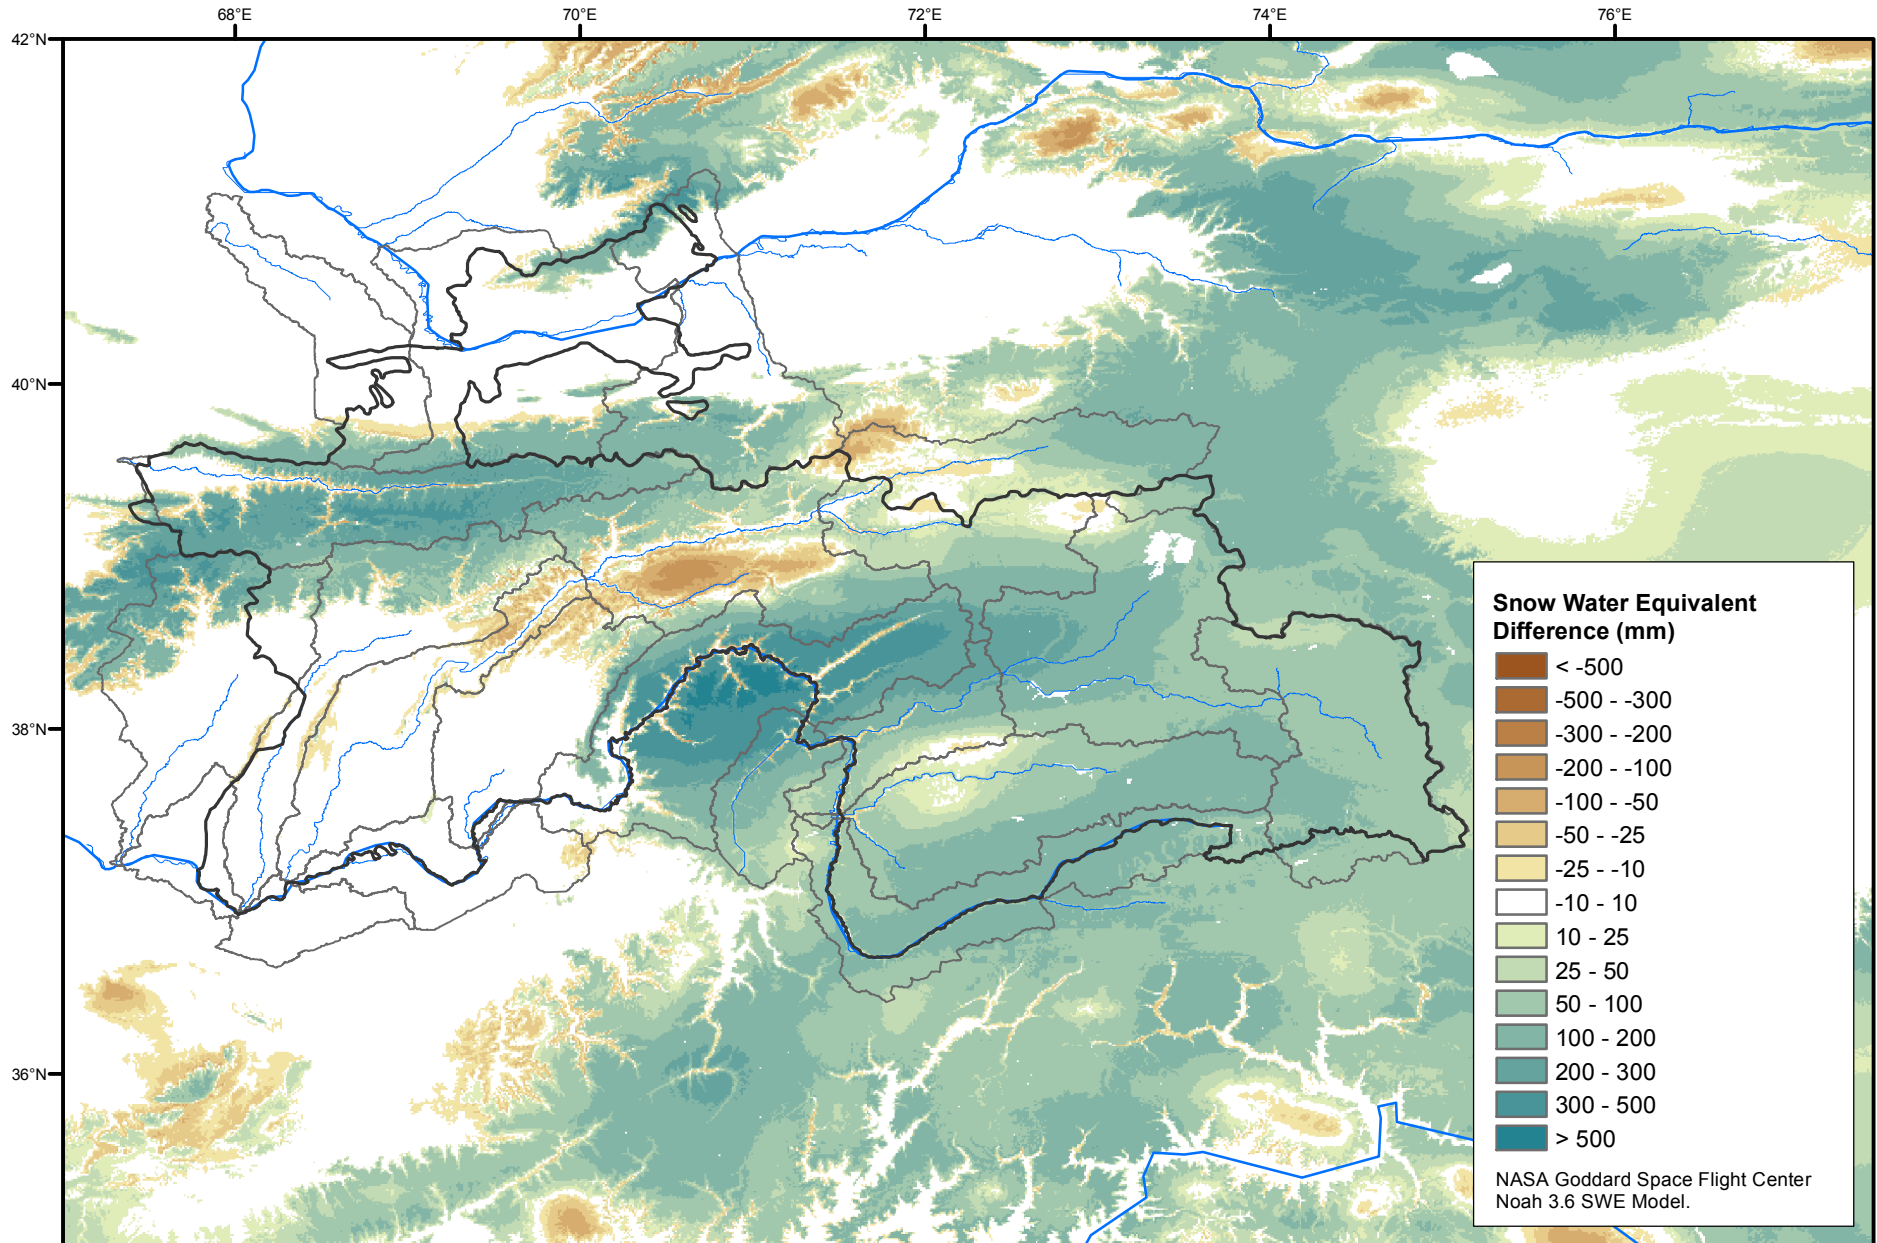 68°E
70°E
72°E
74°E
76°E
42°N
40°N
38°N
36°N
Snow Water Equivalent
Difference (mm)
< -500
-500 - -300
-300 - -200
-200 - -100
-100 - -50
-50 - -25
-25 - -10
-10 - 10
10 - 25
25 - 50
50 - 100
100 - 200
200 - 300
300 - 500
> 500
NASA Goddard Space Flight Center
Noah 3.6 SWE Model.